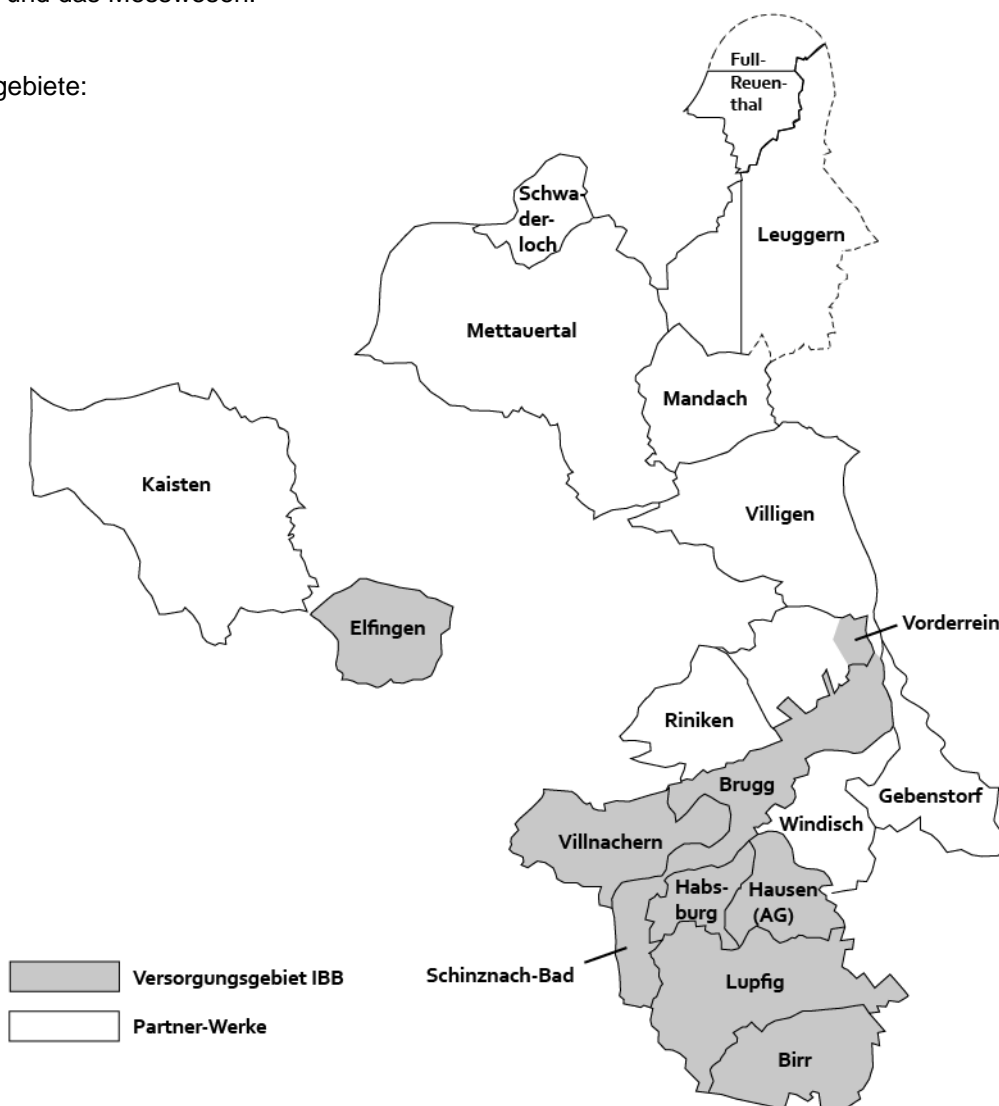 und das Messwesen.
gebiete:
Full-
Reuen-
thal
Schwa-
der-
loch
Leuggern
Mettauertal
Mandach
Kaisten
Villigen
Elfingen
Vorderrein
Riniken
Brugg
Gebenstorf
Windisch
Villnachern
Habs-
burg
Hausen
(AG)
Schinznach-Bad
Lupfig
Birr
Versorgungsgebiet IBB
Partner-Werke